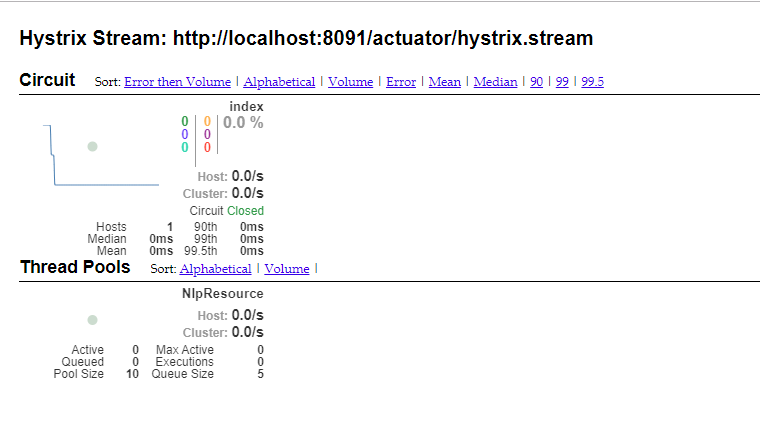 Hystrix Stream: http://localhost:8091/actuator/hystrix.stream
Circuit Sort: Error then Volume | Alphabetical | Volume | Error | Mean | Median | 90 | 99 | 99.5
index
0 0 0.0 %
0 0
0 0
Host: 0.0/s
Cluster: 0.0/s
Circuit Closed
Hosts 1 90th 0ms
Median 0ms 99th 0ms
Mean 0ms 99.5th 0ms
Thread Pools Sort: Alphabetical | Volume |
NlpResource
Host: 0.0/s
Cluster: 0.0/s
Active 0 Max Active 0
Queued 0 Executions 0
Pool Size 10 Queue Size 5